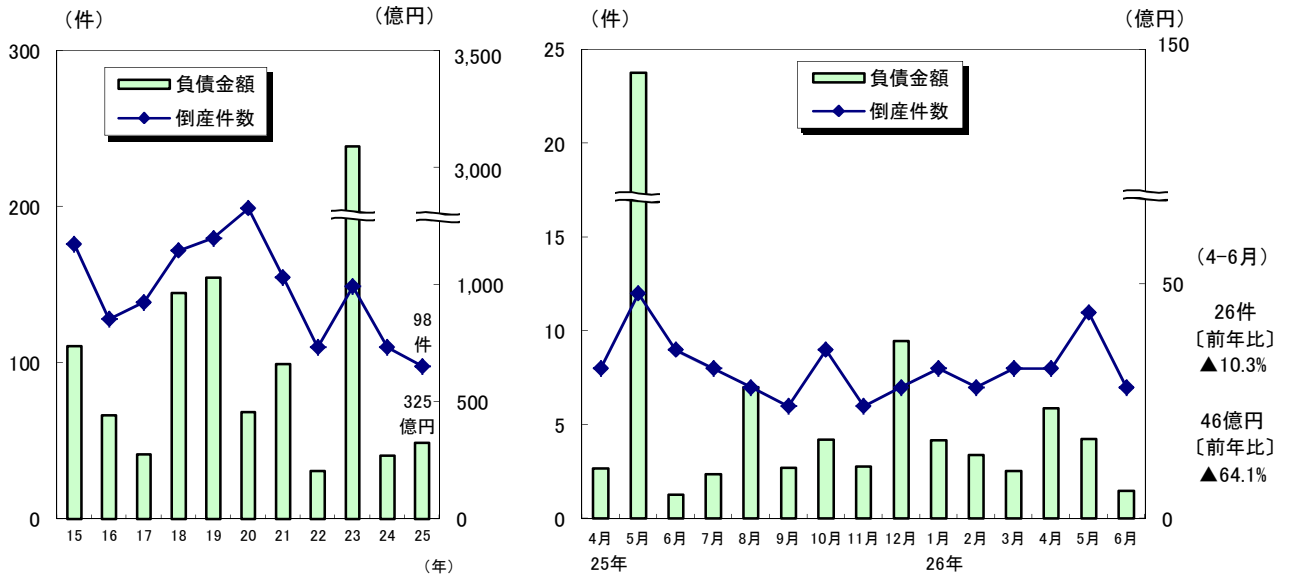 （件）
（億円）
300
200
100
0
3,500
3,000
1,000
500
0
負債金額
倒産件数
98
件
325
億円
15 16 17 18 19 20 21 22 23 24 25
（年）
（件）
（億円）
25
20
15
10
5
0
150
50
0
負債金額
倒産件数
4月 5月 6月 7月 8月 9月 10月 11月 12月 1月 2月 3月 4月 5月 6月
25年 26年
（4-6月）
26件
〔前年比〕
▲10.3%
46億円
〔前年比〕
▲64.1%